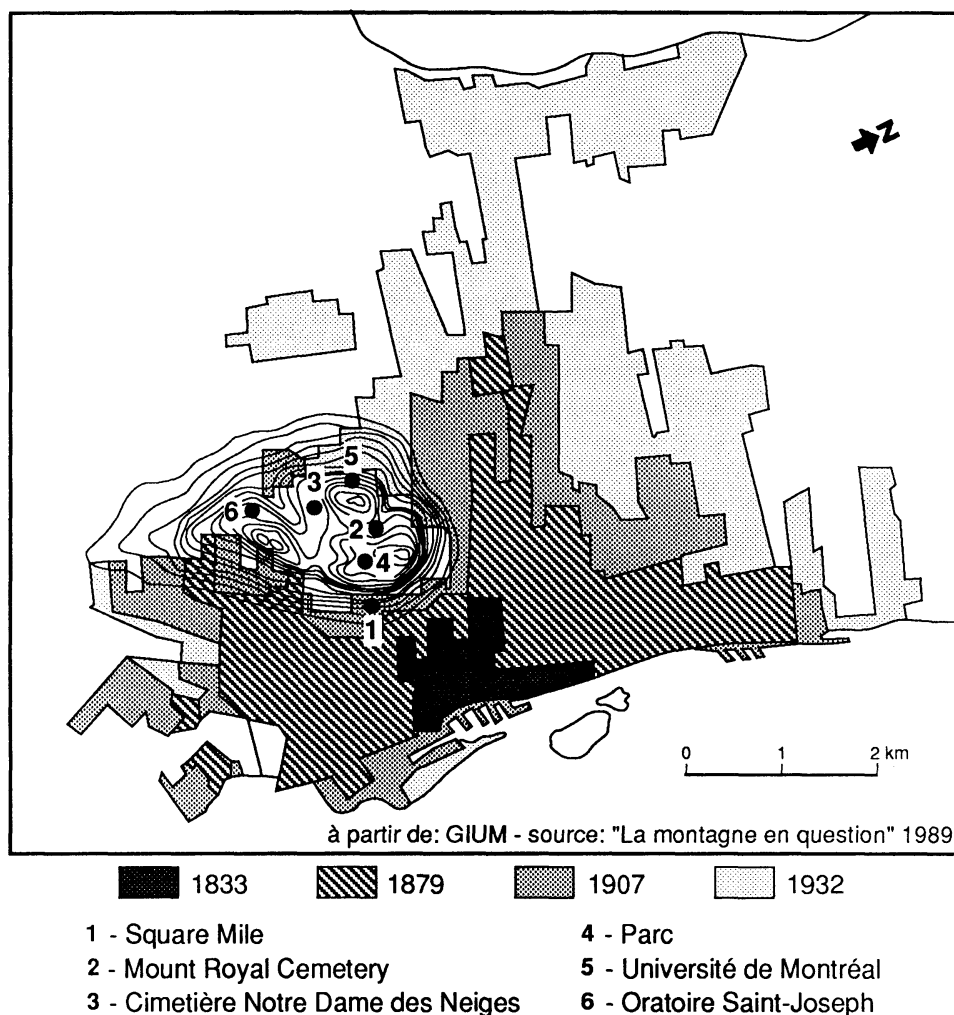 N
5
3
6
2
4
1
0 1 2 km
à partir de: GIUM - source: "La montagne en question" 1989
1833 1879 1907 1932
1 - Square Mile
2 - Mount Royal Cemetery
3 - Cimetière Notre Dame des Neiges
4 - Parc
5 - Université de Montréal
6 - Oratoire Saint-Joseph